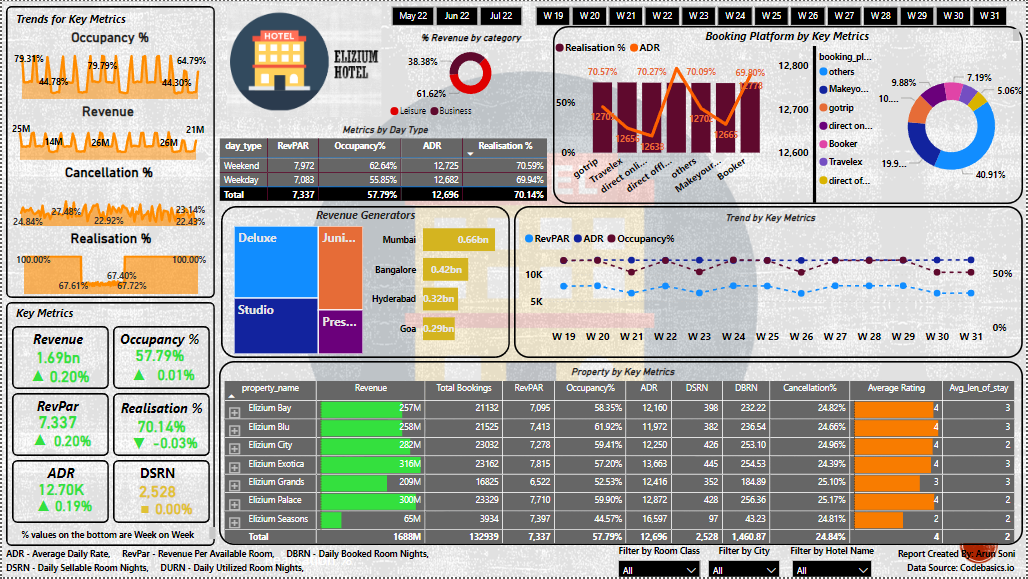 Trends for Key Metrics
Occupancy %
79.31%
79.79%
64.79%
44.78%
44.30%
Revenue
25M
14M
26M
26M
21M
Cancellation %
27.48%
23.14%
24.84%
22.92%
22.43%
Realisation %
100.00%
100.00%
67.40%
67.61%
67.72%
Key Metrics
Revenue
1.69bn
▲ 0.20%
Occupancy %
57.79%
▲ 0.01%
RevPar
7,337
▲ 0.20%
Realisation %
70.14%
▼ -0.03%
ADR
12.70K
▲ 0.19%
DSRN
2,528
■ 0.00%
% values on the bottom are Week on Week
HOTEL
ELIZIUM
HOTEL
May 22 Jun 22 Jul 22
W 19 W 20 W 21 W 22 W 23 W 24 W 25 W 26 W 27 W 28 W 29 W 30 W 31
% Revenue by category
38.38%
61.62%
Leisure Business
Metrics by Day Type
day_type RevPAR Occupancy% ADR Realisation %
Weekend 7,972 62.64% 12,725 70.59%
Weekday 7,083 55.85% 12,682 69.94%
Total 7,337 57.79% 12,696 70.14%
Booking Platform by Key Metrics
Realisation % ADR
70.57% 70.27% 70.09% 69.80%
50%
0%
12,800
12,700
12,600
gotrip
Travelex
direct onli...
direct offl...
others
Makeyour...
Booker
booking_pl...
others
Makeyo...
gotrip
direct on...
Booker
Travelex
direct of...
9.88%
7.19%
5.06%
10....
19.9...
40.91%
Revenue Generators
Deluxe
Juni...
Studio
Pres...
Mumbai 0.66bn
Bangalore 0.42bn
Hyderabad 0.32bn
Goa 0.29bn
Trend by Key Metrics
RevPAR ADR Occupancy%
10K
5K
50%
0%
W 19 W 20 W 21 W 22 W 23 W 24 W 25 W 26 W 27 W 28 W 29 W 30 W 31
Property by Key Metrics
property_name Revenue Total Bookings RevPAR Occupancy% ADR DSRN DBRN Cancellation% Average Rating Avg_len_of_stay
Elizium Bay 257M 21132 7,095 58.35% 12,160 398 232.22 24.82% 4 3
Elizium Blu 258M 21525 7,413 61.92% 11,972 382 236.54 24.66% 4 3
Elizium City 282M 23032 7,278 59.41% 12,250 426 253.10 24.96% 4 2
Elizium Exotica 316M 23162 7,815 57.20% 13,663 445 254.53 24.39% 4 3
Elizium Grands 209M 16825 6,522 52.53% 12,416 352 184.89 25.10% 3 3
Elizium Palace 300M 23329 7,710 59.90% 12,872 428 256.36 25.17% 4 2
Elizium Seasons 65M 3934 7,397 44.57% 16,597 97 43.23 24.81% 2 2
Total 1688M 132939 7,337 57.79% 12,696 2,528 1,460.87 24.84% 4 2
ADR - Average Daily Rate, RevPar - Revenue Per Available Room, DBRN - Daily Booked Room Nights,
DSRN - Daily Sellable Room Nights, DURN - Daily Utilized Room Nights,
Filter by Room Class
All
Filter by City
All
Filter by Hotel Name
All
Report Created By: Arun Soni
Data Source: Codebasics.io